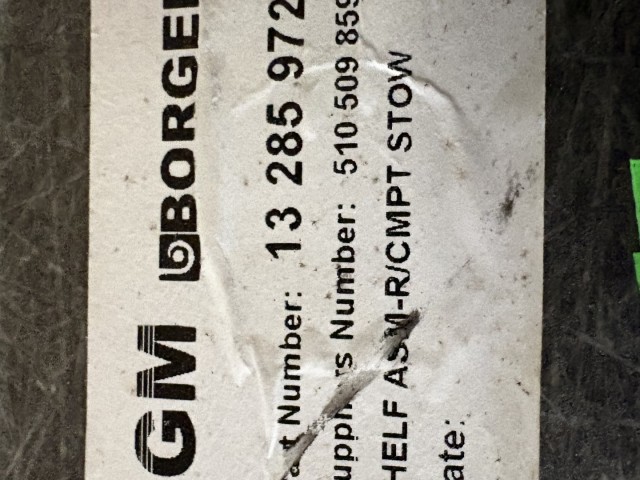 GM BORGE
Number: 13 285 972
Number: 510 509 859
HELF ASM-R/CMPT STOW
ate: